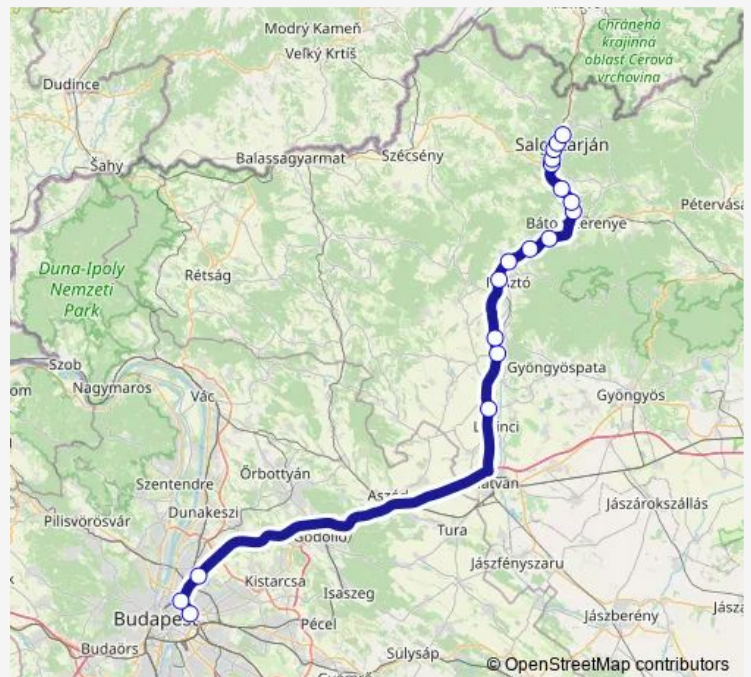 Chránená
krajinná
oblasť Cerová
vrchovina
Modrý Kameň
Veľký Krtíš
Dudince
Šahy
Balassagyarmat
Szécsény
Pétervása
Duna-Ipoly
Nemzeti
Park
Rétság
Szob
Nagymaros
Vác
Gyöngyöspata
Gyöngyös
Szentendre
Őrbottyán
Dunakeszi
Pilisvörösvár
Jászárokszállás
Tura
Jászfényszaru
Kistarcsa
Isaszeg
Pécel
Jászberény
Jász
Budaörs
Sülysáp
© OpenStreetMap contributors